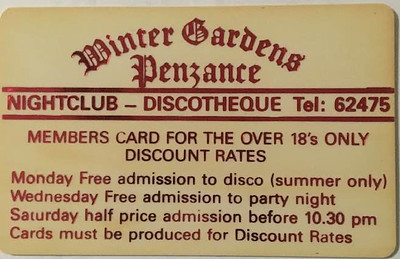 Winter Gardens
Penzance
NIGHTCLUB – DISCOTHEQUE Tel: 62475
MEMBERS CARD FOR THE OVER 18's ONLY
DISCOUNT RATES
Monday Free admission to disco (summer only)
Wednesday Free admission to party night
Saturday half price admission before 10.30 pm
Cards must be produced for Discount Rates